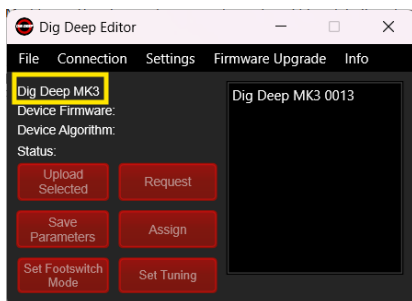 Dig Deep Editor
File Connection Settings Firmware Upgrade Info
Dig Deep MK3
Device Firmware:
Device Algorithm:
Status:
Dig Deep MK3 0013
Upload Selected
Request
Save Parameters
Assign
Set Footswitch Mode
Set Tuning